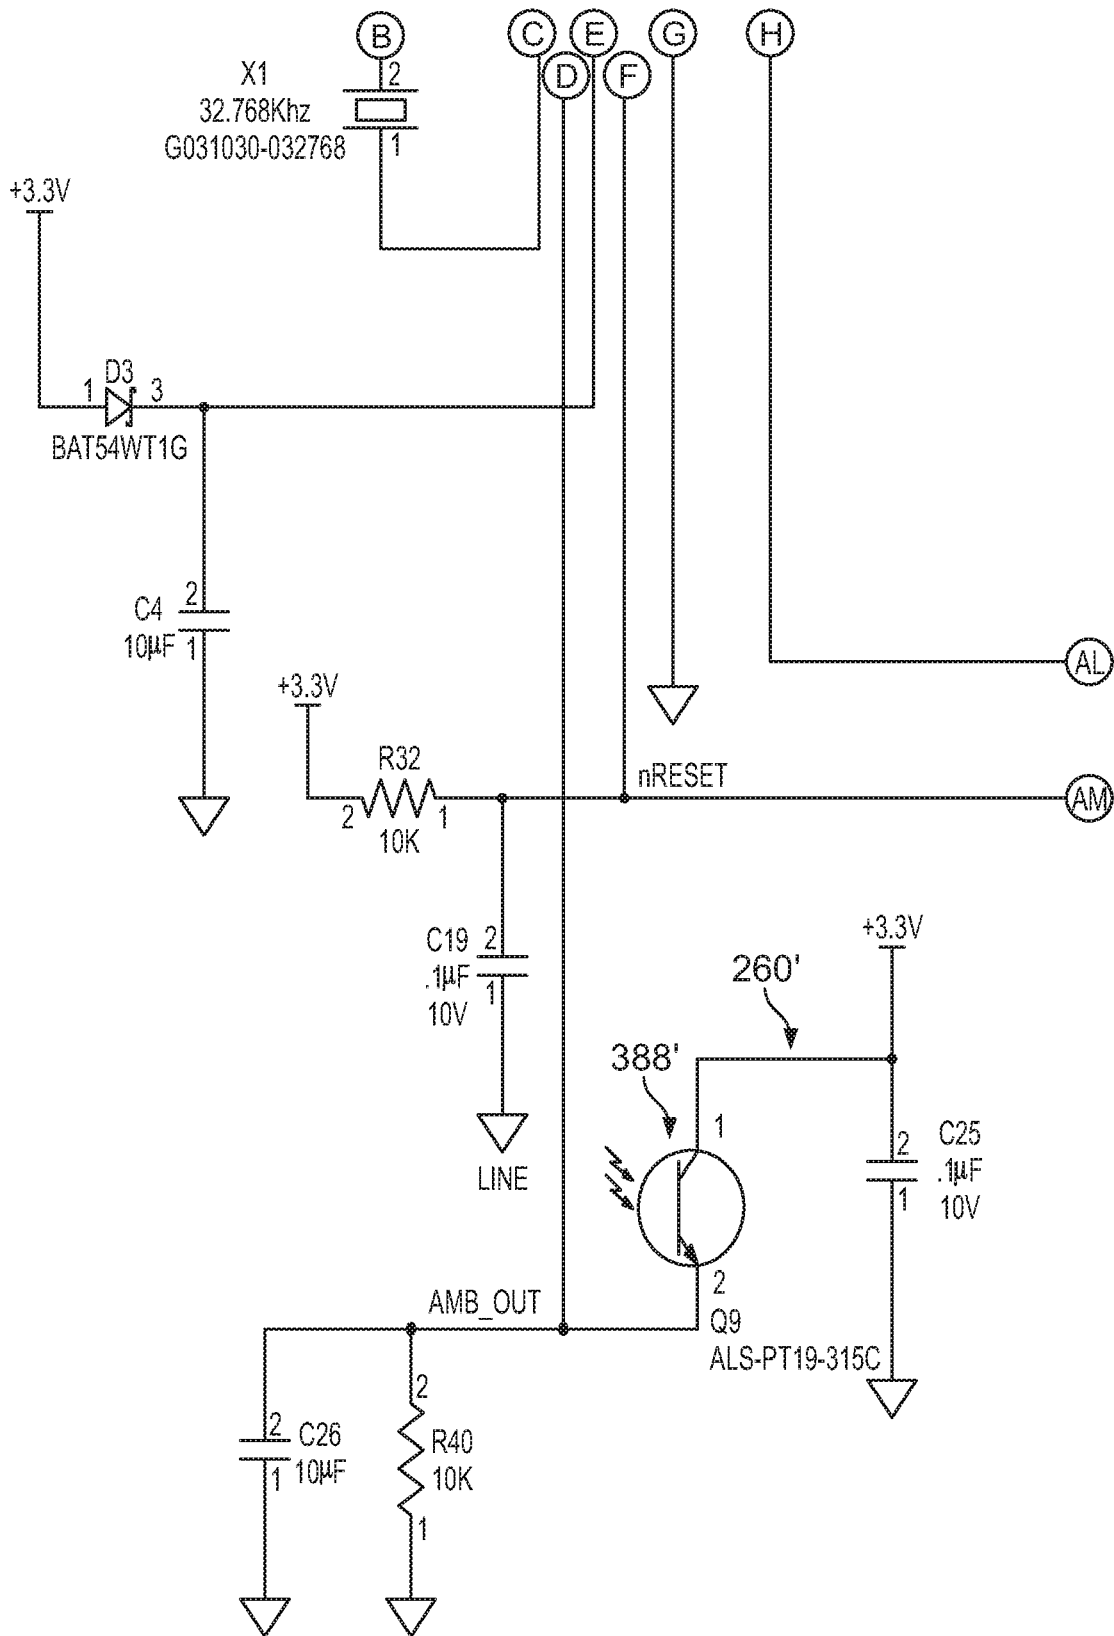 B
C
E
G
H
D
F
X1
2
32.768Khz
G031030-032768
1
+3.3V
D3
1
3
BAT54WT1G
2
C4
10µF
1
AL
+3.3V
R32
nRESET
2
1
10K
AM
C19
2
.1µF
1
10V
+3.3V
260'
388'
1
C25
2
.1µF
1
10V
LINE
2
AMB_OUT
Q9
ALS-PT19-315C
2
2
C26
R40
1
10µF
10K
1